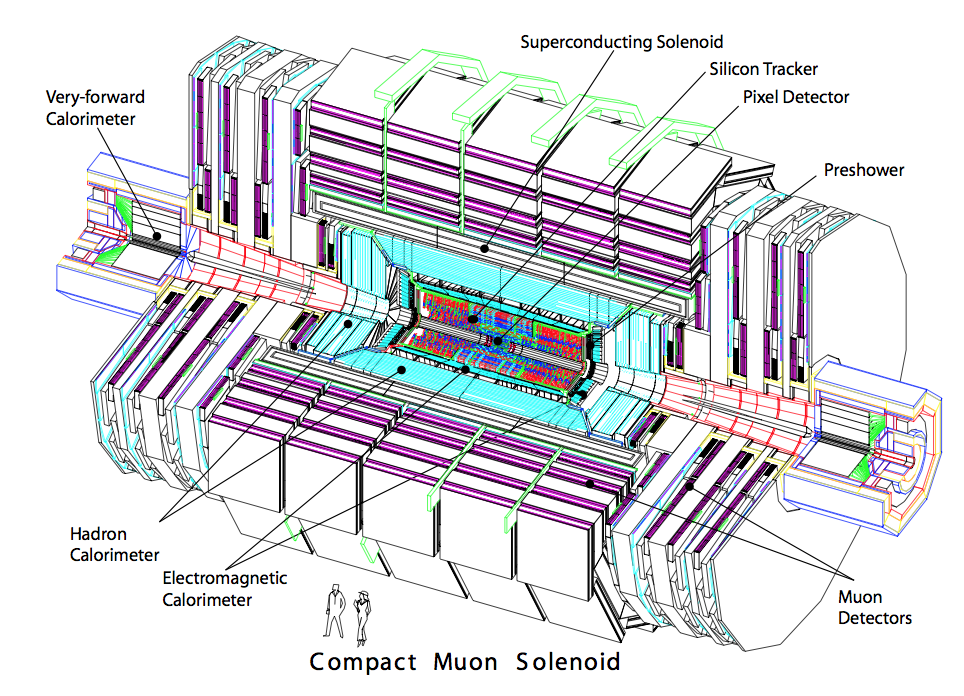 Superconducting Solenoid
Silicon Tracker
Pixel Detector
Very-forward
Calorimeter
Preshower
Hadron
Calorimeter
Electromagnetic
Calorimeter
Muon
Detectors
Compact Muon Solenoid